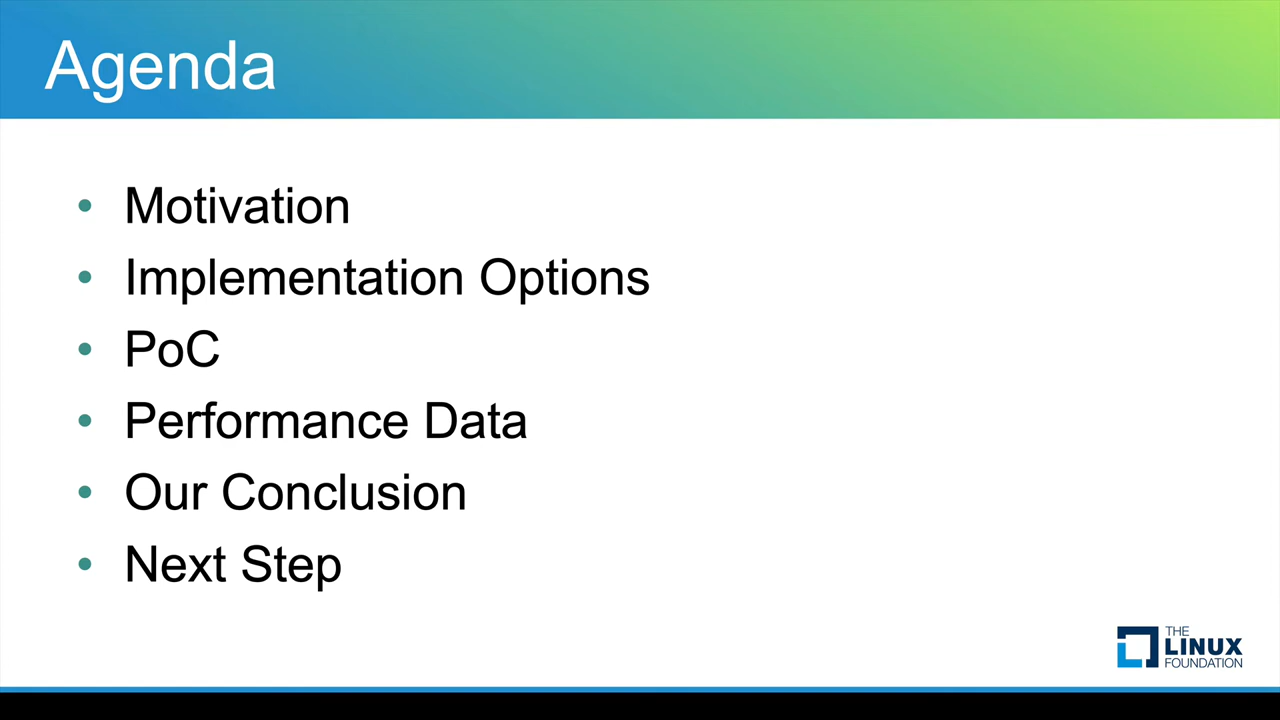 Agenda
• Motivation
• Implementation Options
• PoC
• Performance Data
• Our Conclusion
• Next Step
THE
LINUX
FOUNDATION